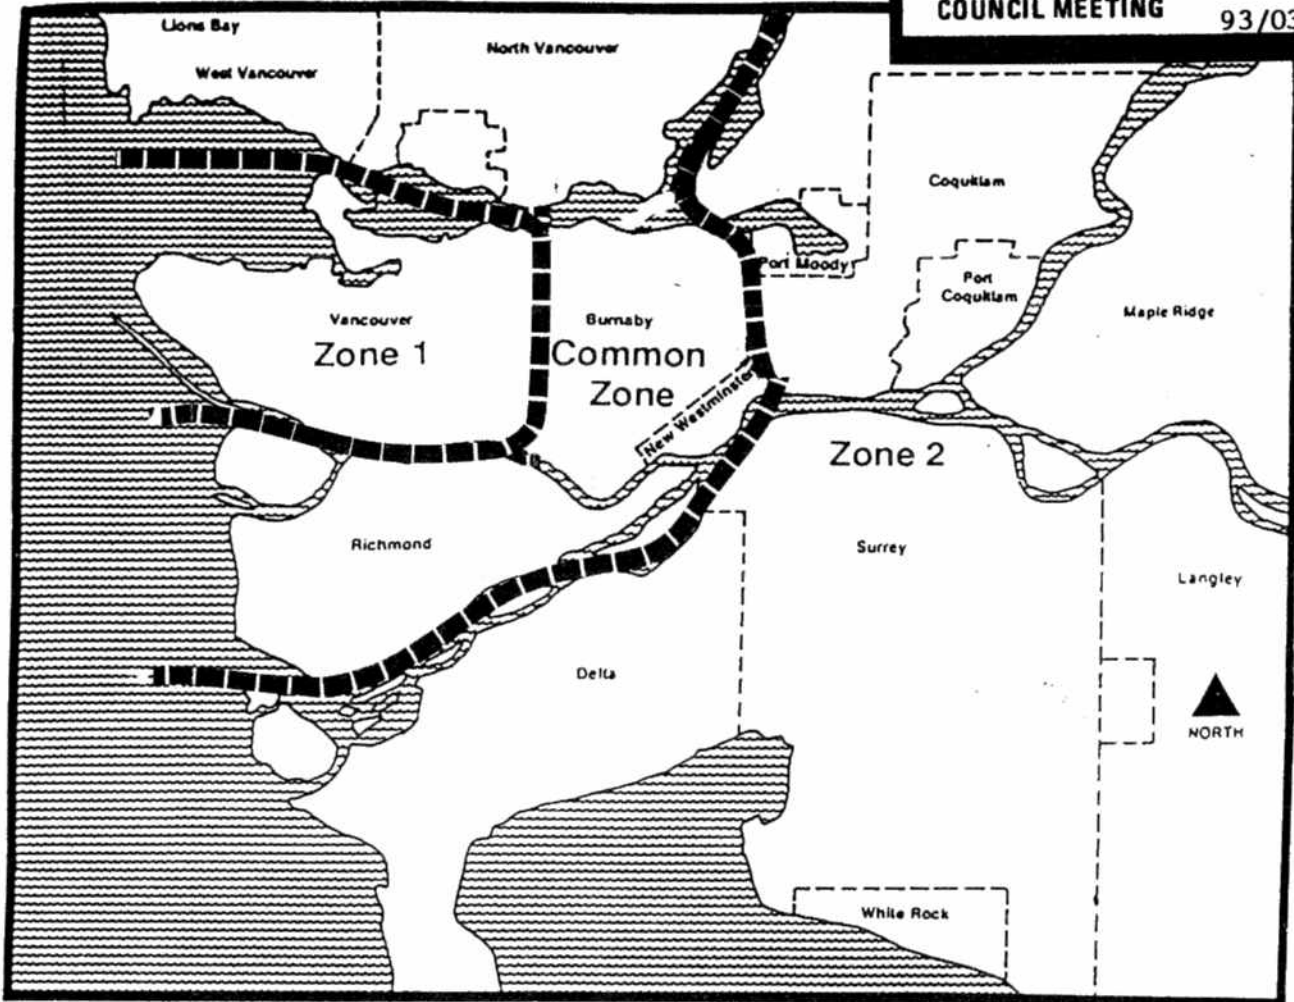 COUNCIL MEETING 93/03
Lions Bay
North Vancouver
West Vancouver
Coquitlam
Port Moody
Port
Coquitlam
Maple Ridge
Vancouver
Burnaby
Zone 1
Common
Zone
New Westminster
Zone 2
Richmond
Surrey
Langley
Delta
NORTH
White Rock